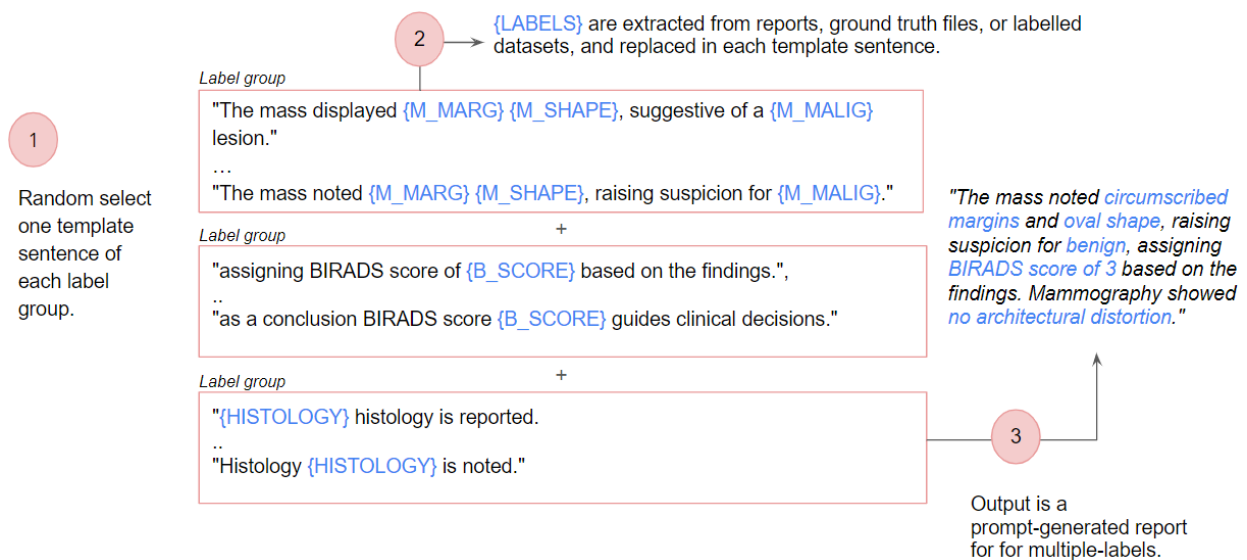 2
{LABELS} are extracted from reports, ground truth files, or labelled
datasets, and replaced in each template sentence.
1
Random select
one template
sentence of
each label
group.
Label group
"The mass displayed {M_MARG} {M_SHAPE}, suggestive of a {M_MALIG}
lesion."
...
"The mass noted {M_MARG} {M_SHAPE}, raising suspicion for {M_MALIG}."
+
Label group
"assigning BIRADS score of {B_SCORE} based on the findings.",
..
"as a conclusion BIRADS score {B_SCORE} guides clinical decisions."
+
Label group
"{HISTOLOGY} histology is reported.
..
"Histology {HISTOLOGY} is noted."
"The mass noted circumscribed
margins and oval shape, raising
suspicion for benign, assigning
BIRADS score of 3 based on the
findings. Mammography showed
no architectural distortion."
3
Output is a
prompt-generated report
for for multiple-labels.